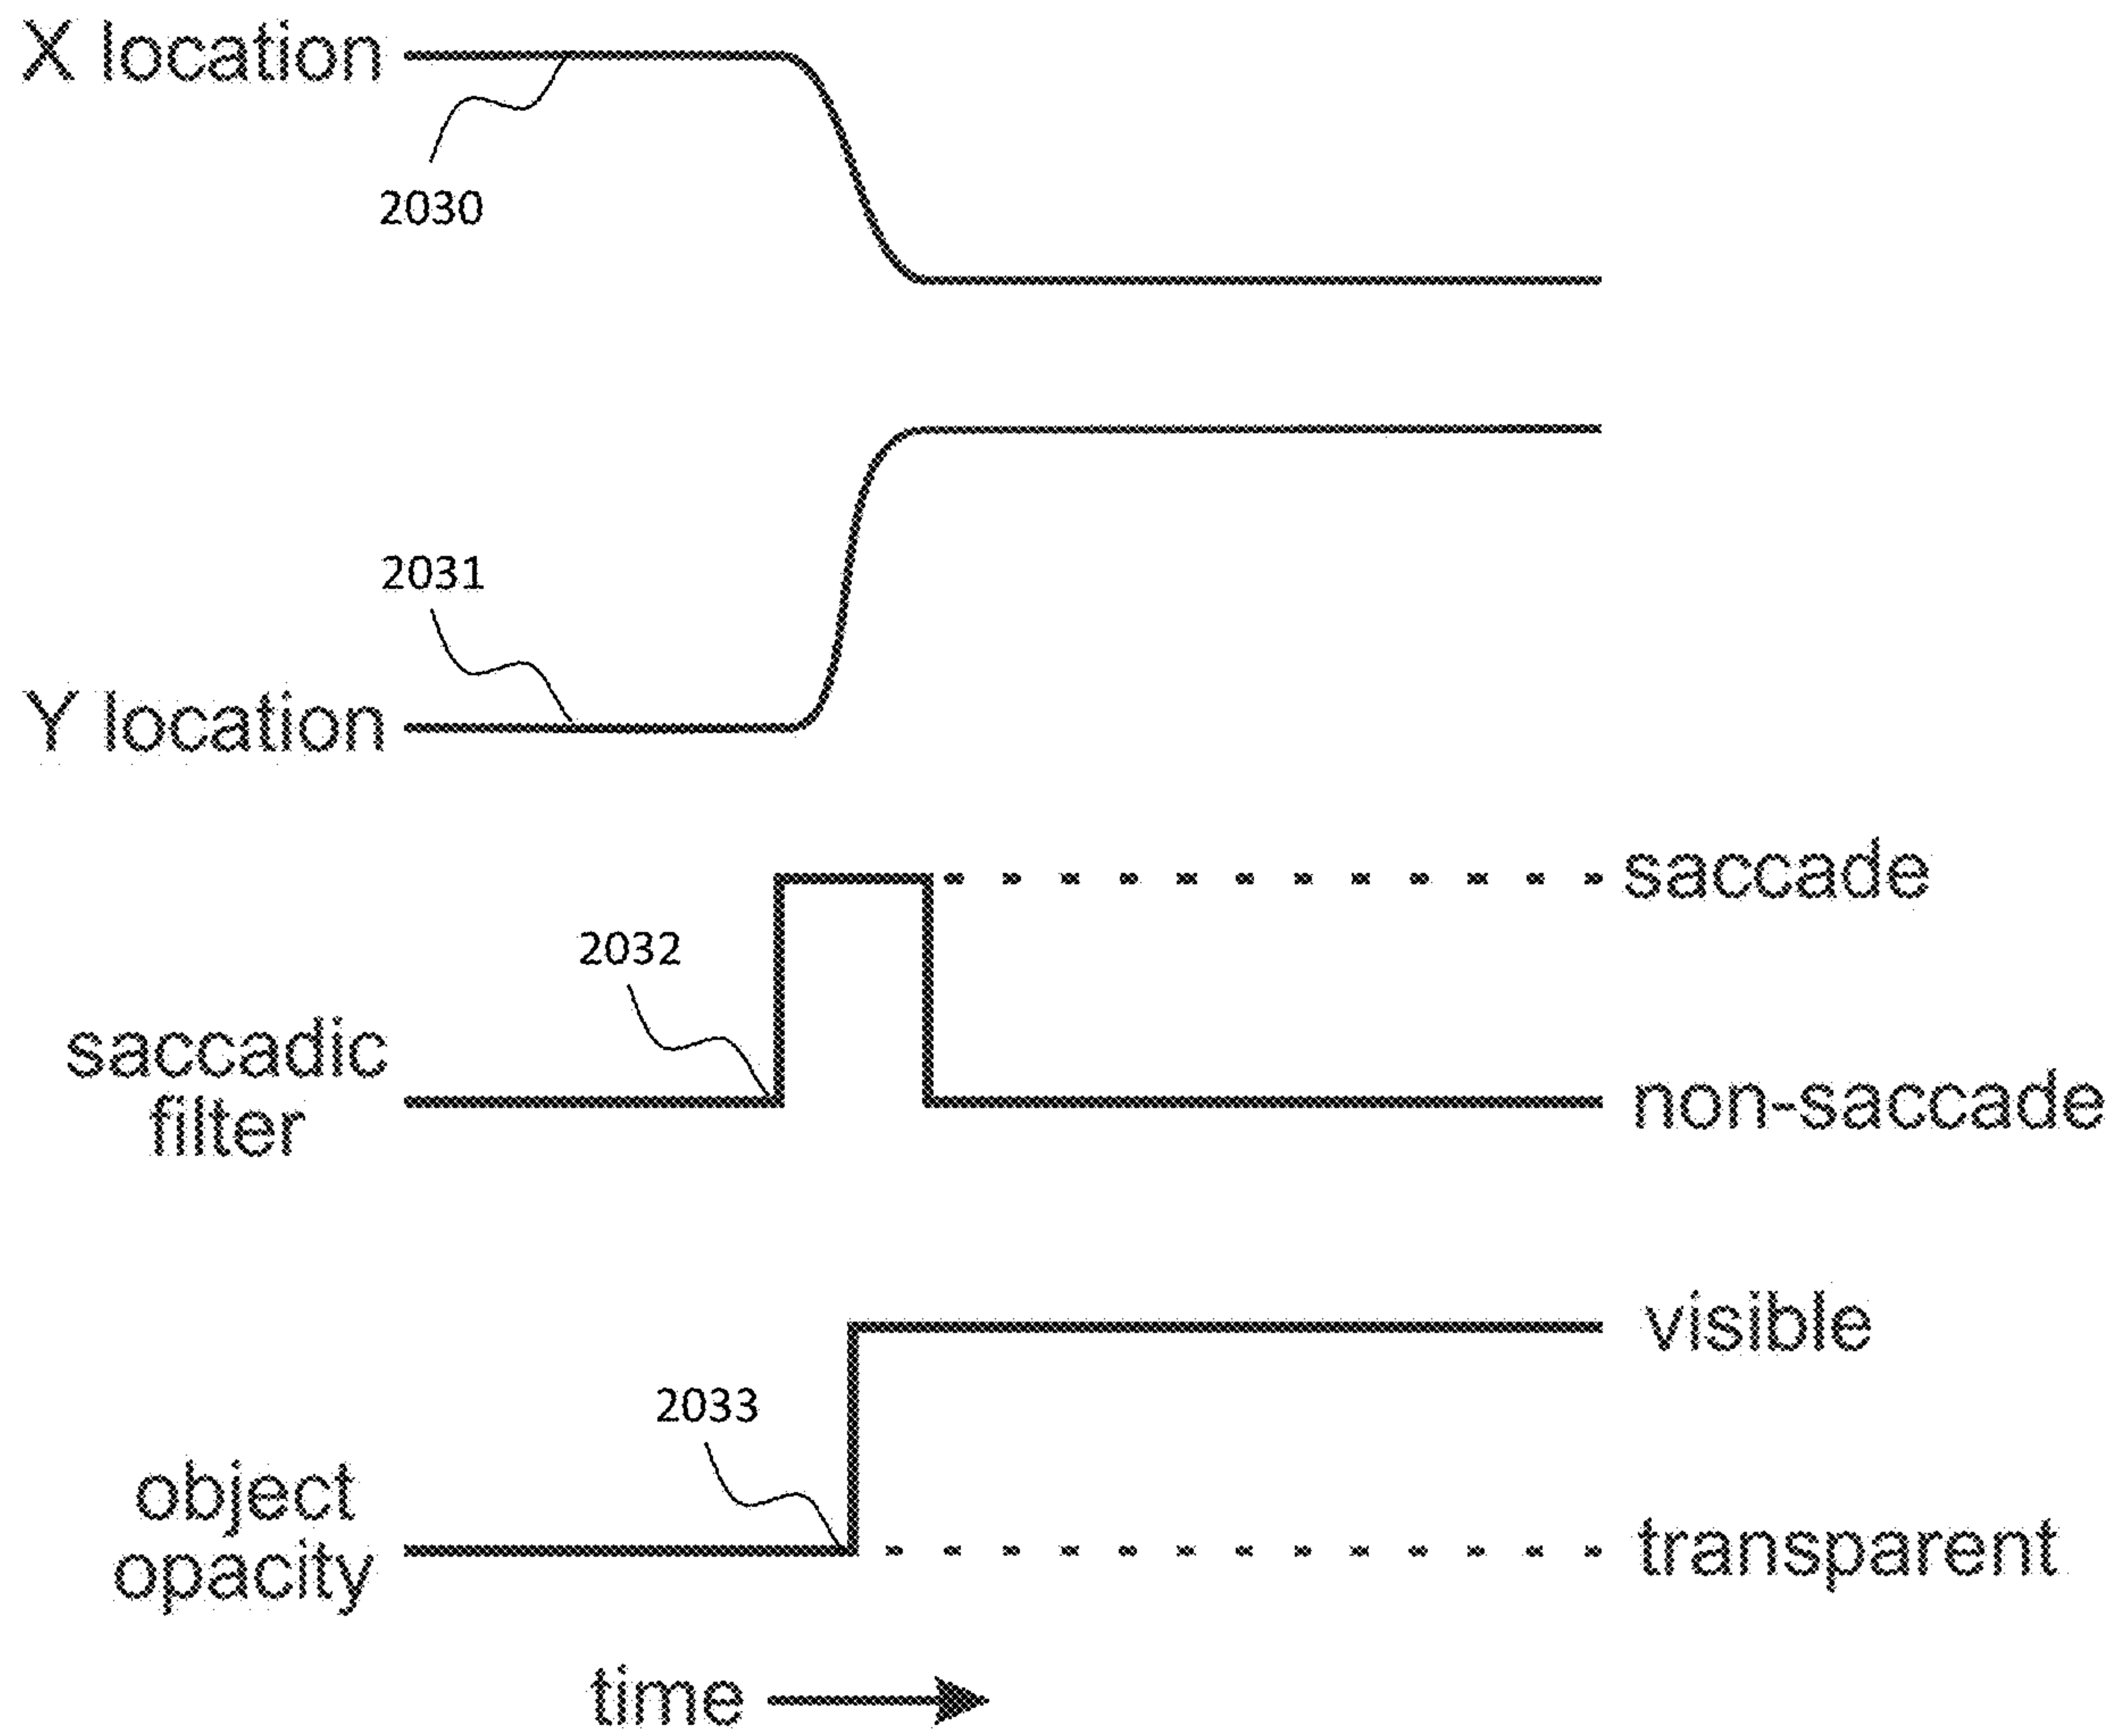 X location
2030
2031
Y location
saccade
2032
saccadic
filter
non-saccade
visible
2033
object
opacity
transparent
time